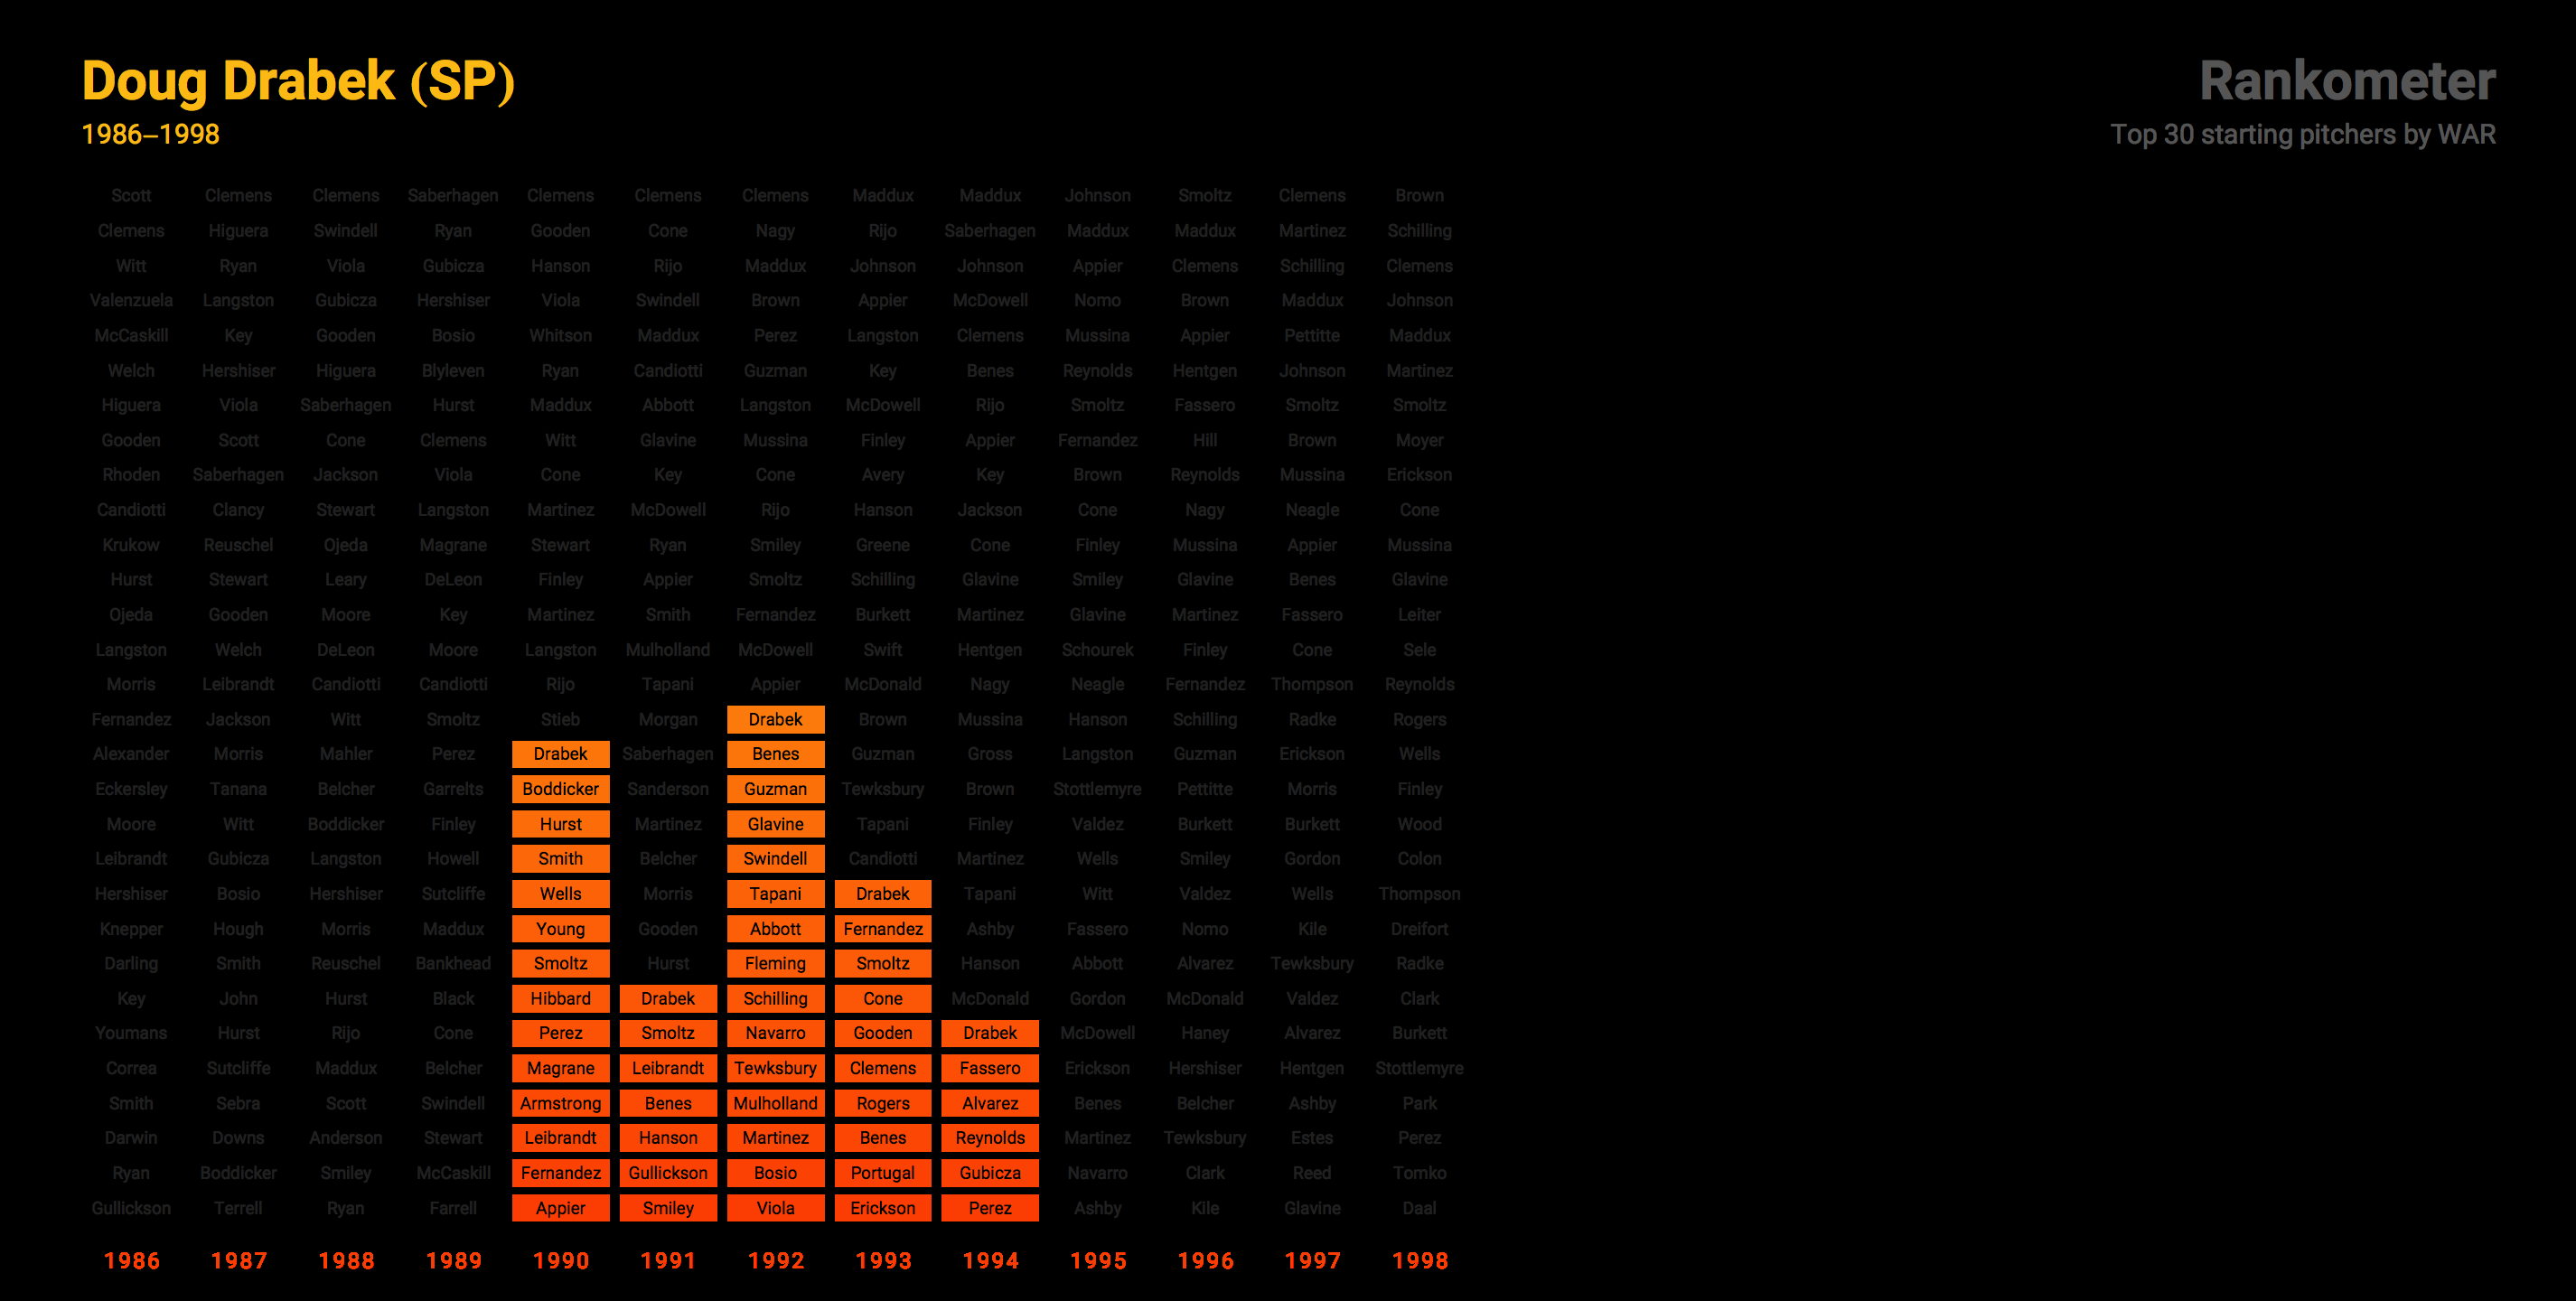 Doug Drabek (SP)
1986–1998
Rankometer
Top 30 starting pitchers by WAR
Scott Clemens Clemens Saberhagen Clemens Clemens Clemens Maddux Maddux Johnson Smoltz Clemens Brown
Clemens Higuera Swindell Ryan Gooden Cone Nagy Rijo Saberhagen Maddux Maddux Martinez Schilling
Witt Ryan Viola Gubicza Hanson Rijo Maddux Johnson Johnson Appier Clemens Schilling Clemens
Valenzuela Langston Gubicza Hershiser Viola Swindell Brown Appier McDowell Nomo Brown Maddux Johnson
McCaskill Key Gooden Bosio Whitson Maddux Perez Langston Clemens Mussina Appier Pettitte Maddux
Welch Hershiser Higuera Blyleven Ryan Candiotti Guzman Key Benes Reynolds Hentgen Johnson Martinez
Higuera Viola Saberhagen Hurst Maddux Abbott Langston McDowell Rijo Smoltz Fassero Smoltz Smoltz
Gooden Scott Cone Clemens Witt Glavine Mussina Finley Appier Fernandez Hill Brown Moyer
Rhoden Saberhagen Jackson Viola Cone Key Cone Avery Key Brown Reynolds Mussina Erickson
Candiotti Clancy Stewart Langston Martinez McDowell Rijo Hanson Jackson Cone Nagy Neagle Cone
Krukow Reuschel Ojeda Magrane Stewart Ryan Smiley Greene Cone Finley Mussina Appier Mussina
Hurst Stewart Leary DeLeon Finley Appier Smoltz Schilling Glavine Smiley Glavine Benes Glavine
Ojeda Gooden Moore Key Martinez Smith Fernandez Burkett Martinez Glavine Martinez Fassero Leiter
Langston Welch DeLeon Moore Langston Mulholland McDowell Swift Hentgen Schourek Finley Cone Sele
Morris Leibrandt Candiotti Candiotti Rijo Tapani Appier McDonald Nagy Neagle Fernandez Thompson Reynolds
Fernandez Jackson Witt Smoltz Stieb Morgan Drabek Brown Mussina Hanson Schilling Radke Rogers
Alexander Morris Mahler Perez Drabek Saberhagen Benes Guzman Gross Langston Guzman Erickson Wells
Eckersley Tanana Belcher Garrelts Boddicker Sanderson Guzman Tewksbury Brown Stottlemyre Pettitte Morris Finley
Moore Witt Boddicker Finley Hurst Martinez Glavine Tapani Finley Valdez Burkett Burkett Wood
Leibrandt Gubicza Langston Howell Smith Belcher Swindell Candiotti Martinez Wells Smiley Gordon Colon
Hershiser Bosio Hershiser Sutcliffe Wells Morris Tapani Drabek Tapani Witt Valdez Wells Thompson
Knepper Hough Morris Maddux Young Gooden Abbott Fernandez Ashby Fassero Nomo Kile Dreifort
Darling Smith Reuschel Bankhead Smoltz Hurst Fleming Smoltz Hanson Abbott Alvarez Tewksbury Radke
Key John Hurst Black Hibbard Drabek Schilling Cone McDonald Gordon McDonald Valdez Clark
Youmans Hurst Rijo Cone Perez Smoltz Navarro Gooden Drabek McDowell Haney Alvarez Burkett
Correa Sutcliffe Maddux Belcher Magrane Leibrandt Tewksbury Clemens Fassero Erickson Hershiser Hentgen Stottlemyre
Smith Sebra Scott Swindell Armstrong Benes Mulholland Rogers Alvarez Benes Belcher Ashby Park
Darwin Downs Anderson Stewart Leibrandt Hanson Martinez Benes Reynolds Martinez Tewksbury Estes Perez
Ryan Boddicker Smiley McCaskill Fernandez Gullickson Bosio Portugal Gubicza Navarro Clark Reed Tomko
Gullickson Terrell Ryan Farrell Appier Smiley Viola Erickson Perez Ashby Kile Glavine Daal
1986 1987 1988 1989 1990 1991 1992 1993 1994 1995 1996 1997 1998